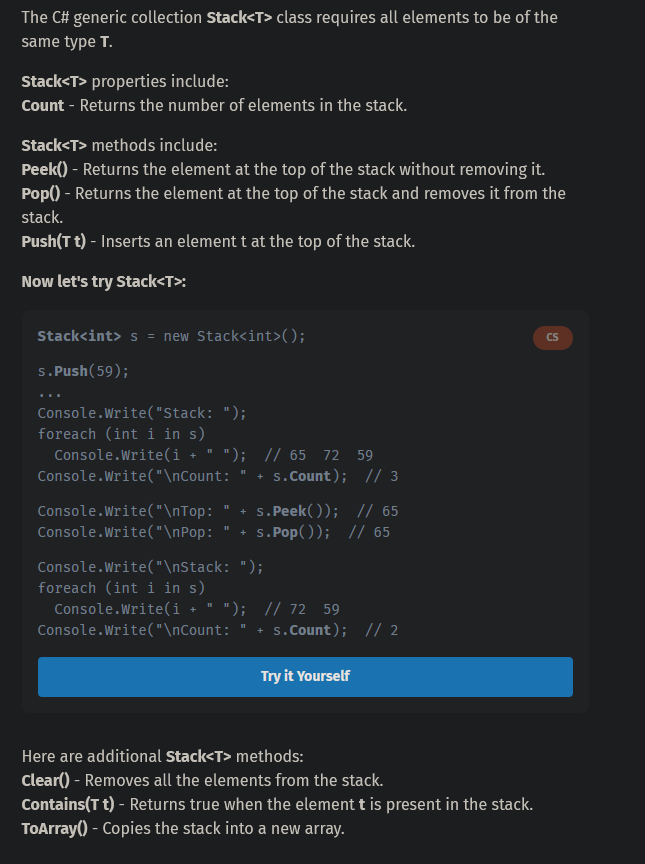 The C# generic collection Stack<T> class requires all elements to be of the
same type T.
Stack<T> properties include:
Count - Returns the number of elements in the stack.
Stack<T> methods include:
Peek() - Returns the element at the top of the stack without removing it.
Pop() - Returns the element at the top of the stack and removes it from the
stack.
Push(T t) - Inserts an element t at the top of the stack.
Now let's try Stack<T>:
Stack<int> s = new Stack<int>();
CS
s.Push(59);
...
Console.Write("Stack: ");
foreach (int i in s)
  Console.Write(i + " ");  // 65  72  59
Console.Write("\nCount: " + s.Count);  // 3
Console.Write("\nTop: " + s.Peek());  // 65
Console.Write("\nPop: " + s.Pop());  // 65
Console.Write("\nStack: ");
foreach (int i in s)
  Console.Write(i + " ");  // 72  59
Console.Write("\nCount: " + s.Count);  // 2
Try it Yourself
Here are additional Stack<T> methods:
Clear() - Removes all the elements from the stack.
Contains(T t) - Returns true when the element t is present in the stack.
ToArray() - Copies the stack into a new array.